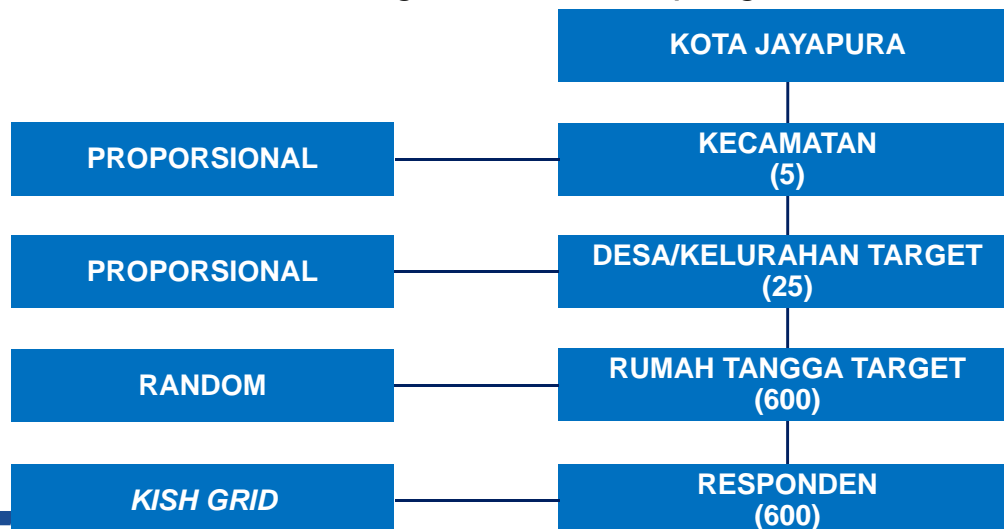 KOTA JAYAPURA
PROPORSIONAL
KECAMATAN
(5)
PROPORSIONAL
DESA/KELURAHAN TARGET
(25)
RANDOM
RUMAH TANGGA TARGET
(600)
KISH GRID
RESPONDEN
(600)